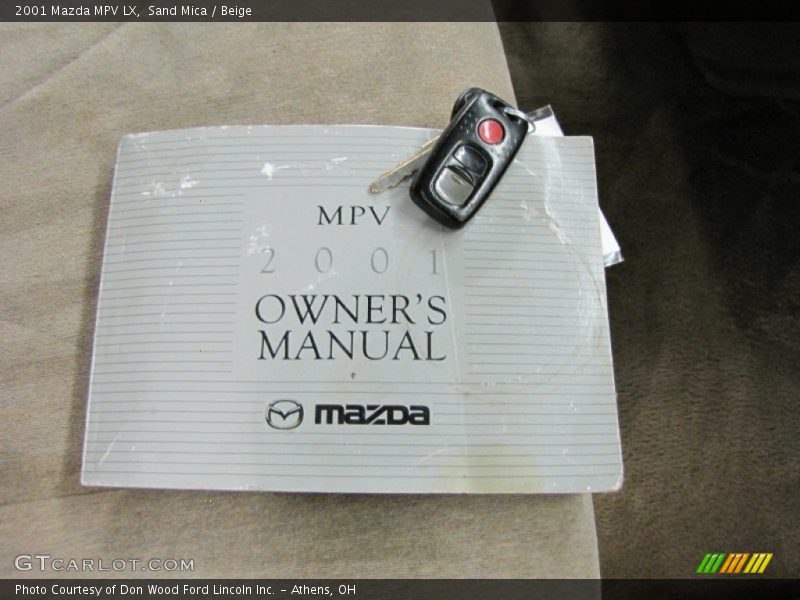 2001 Mazda MPV LX, Sand Mica / Beige
MPV
2001
OWNER'S
MANUAL
mazda
GTCARLOT.COM
Photo Courtesy of Don Wood Ford Lincoln Inc. - Athens, OH